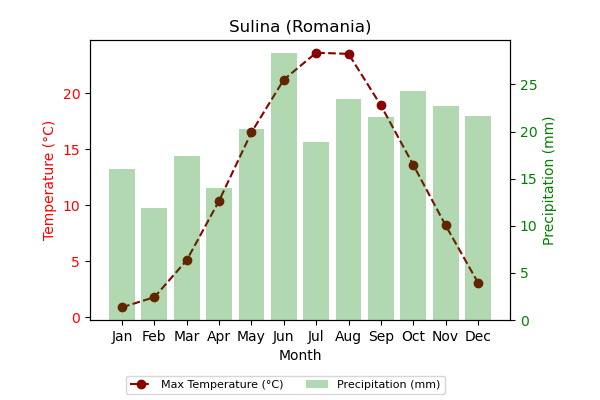 Sulina (Romania)
Temperature (°C)
20
15
10
5
0
25
20
15
10
5
0
Precipitation (mm)
Jan Feb Mar Apr May Jun Jul Aug Sep Oct Nov Dec
Month
Max Temperature (°C) Precipitation (mm)